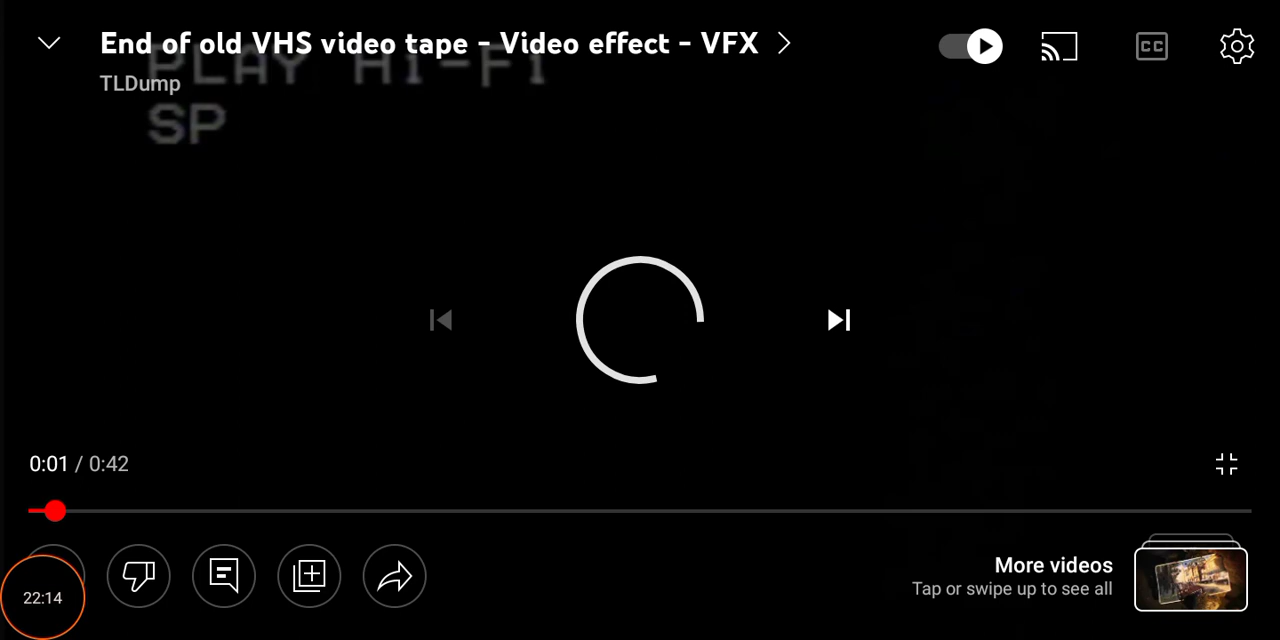 End of old VHS video tape - Video effect - VFX
TLDump
PLAY Hi-Fi
SP
CC
0:01 / 0:42
More videos
Tap or swipe up to see all
22:14